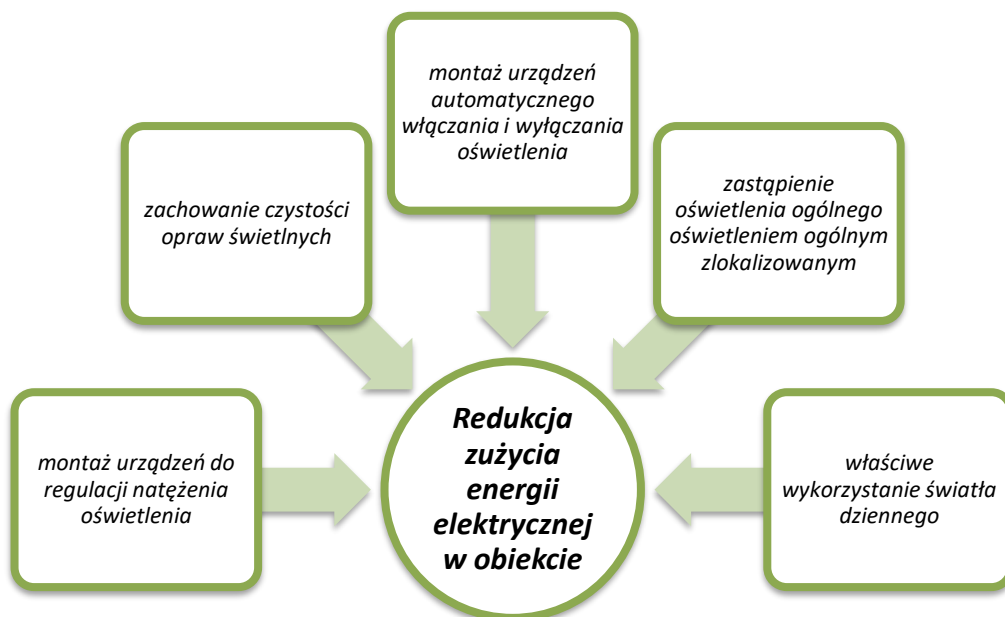 montaż urządzeń
automatycznego
włączania i wyłączania
oświetlenia
zachowanie czystości
opraw świetlnych
zastąpienie
oświetlenia ogólnego
oświetleniem ogólnym
zlokalizowanym
montaż urządzeń do
regulacji natężenia
oświetlenia
Redukcja
zużycia
energii
elektrycznej
w obiekcie
właściwe
wykorzystanie światła
dziennego